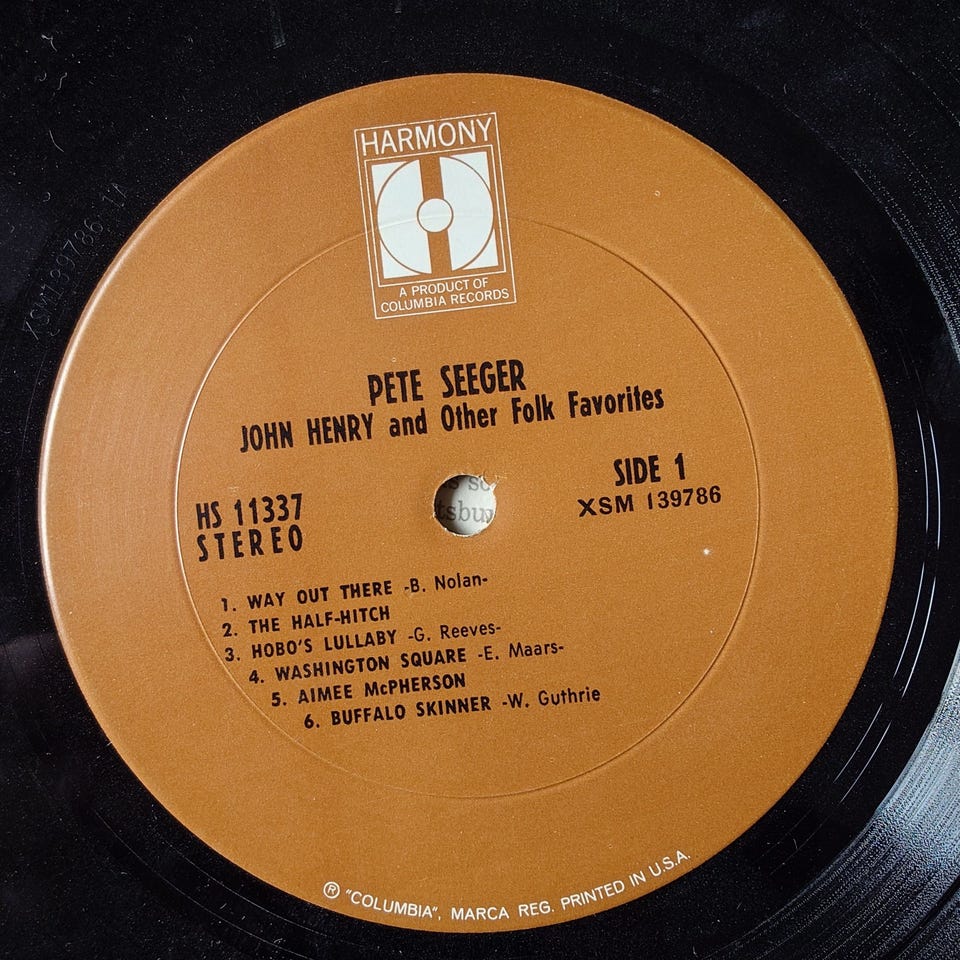 HARMONY
A PRODUCT OF
COLUMBIA RECORDS
PETE SEEGER
JOHN HENRY and Other Folk Favorites
SIDE 1
XSM 139786
HS 11337
STEREO
1. WAY OUT THERE -B. Nolan-
2. THE HALF-HITCH
3. HOBO'S LULLABY -G. Reeves-
4. WASHINGTON SQUARE -E. Maars-
5. AIMEE McPHERSON
6. BUFFALO SKINNER -W. Guthrie
Ⓡ "COLUMBIA", MARCA REG. PRINTED IN U.S.A.
XSM139786-1A